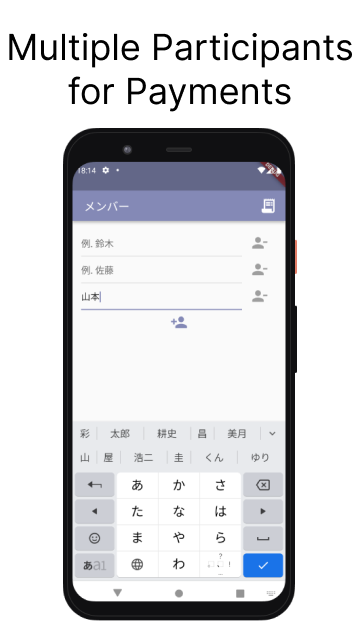 Multiple Participants
for Payments
18:14
メンバー
例. 鈴木
例. 佐藤
山本
彩 太郎 耕史 昌 美月
山 屋 浩二 圭 くん ゆり
あ か さ
た な は
ま や ら
あa1 わ 、。?!